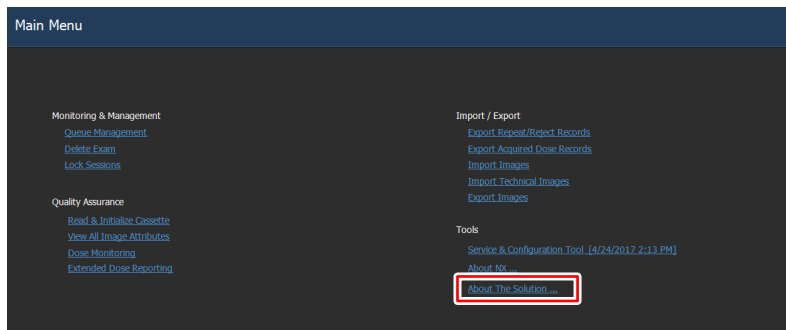 Main Menu
Monitoring & Management
Queue Management
Delete Exam
Lock Sessions
Quality Assurance
Read & Initialize Cassette
View All Image Attributes
Dose Monitoring
Extended Dose Reporting
Import / Export
Export Repeat/Reject Records
Export Acquired Dose Records
Import Images
Import Technical Images
Export Images
Tools
Service & Configuration Tool [4/24/2017 2:13 PM]
About NX ...
About The Solution ...